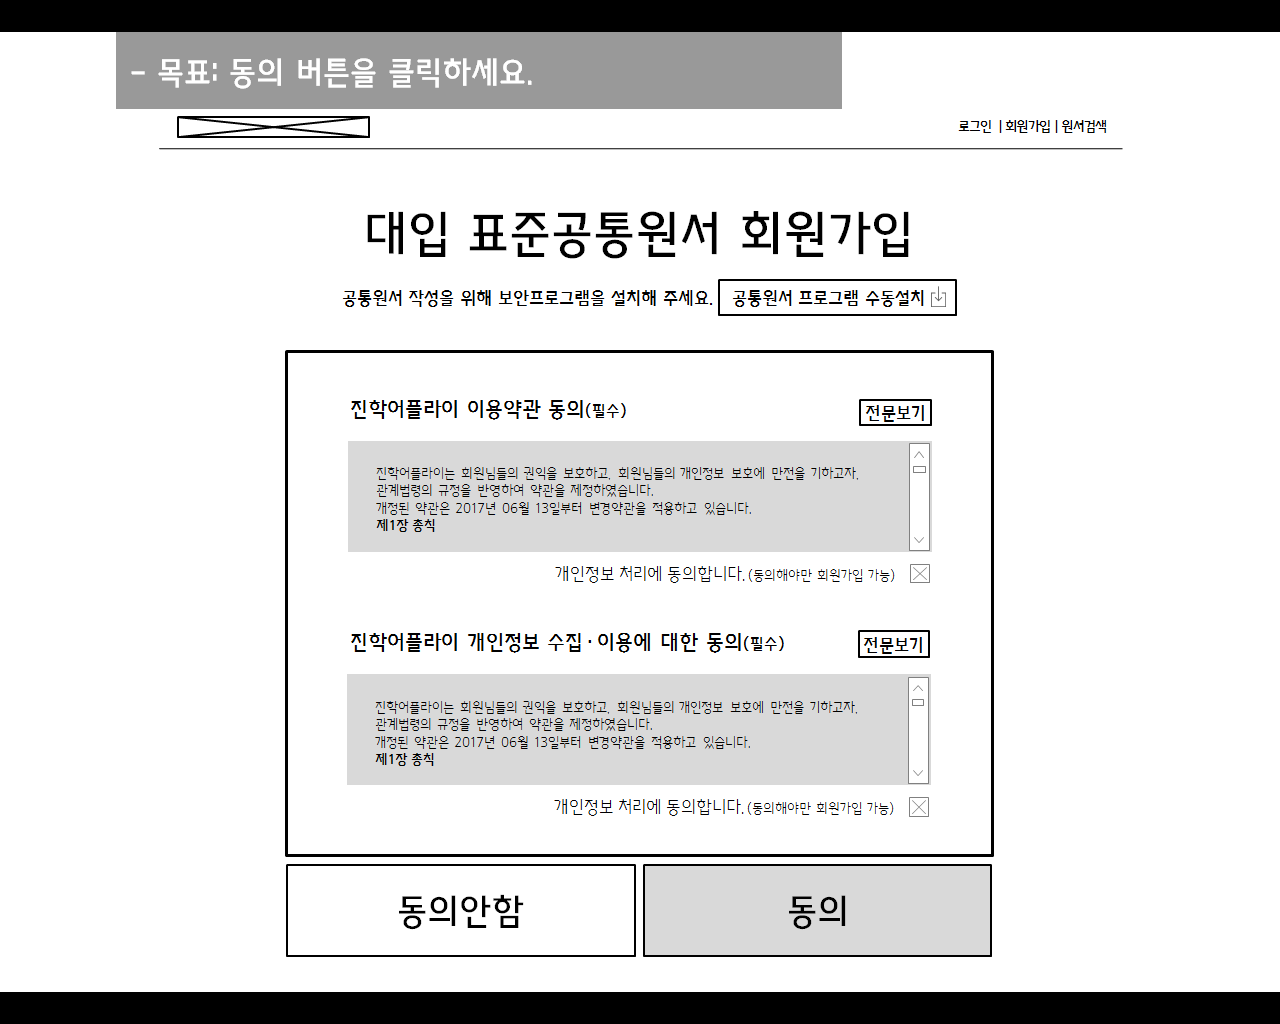 - 목표: 동의 버튼을 클릭하세요.
로그인 | 회원가입 | 원서검색
대입 표준공통원서 회원가입
공통원서 작성을 위해 보안프로그램을 설치해 주세요. 공통원서 프로그램 수동설치
진학어플라이 이용약관 동의(필수) 전문보기
진학어플라이는 회원님들의 권익을 보호하고, 회원님들의 개인정보 보호에 만전을 기하고자,
관계법령의 규정을 반영하여 약관을 제정하였습니다.
개정된 약관은 2017년 06월 13일부터 변경약관을 적용하고 있습니다.
제1장 총칙
개인정보 처리에 동의합니다.(동의해야만 회원가입 가능)
진학어플라이 개인정보 수집·이용에 대한 동의(필수) 전문보기
진학어플라이는 회원님들의 권익을 보호하고, 회원님들의 개인정보 보호에 만전을 기하고자,
관계법령의 규정을 반영하여 약관을 제정하였습니다.
개정된 약관은 2017년 06월 13일부터 변경약관을 적용하고 있습니다.
제1장 총칙
개인정보 처리에 동의합니다.(동의해야만 회원가입 가능)
동의안함 동의